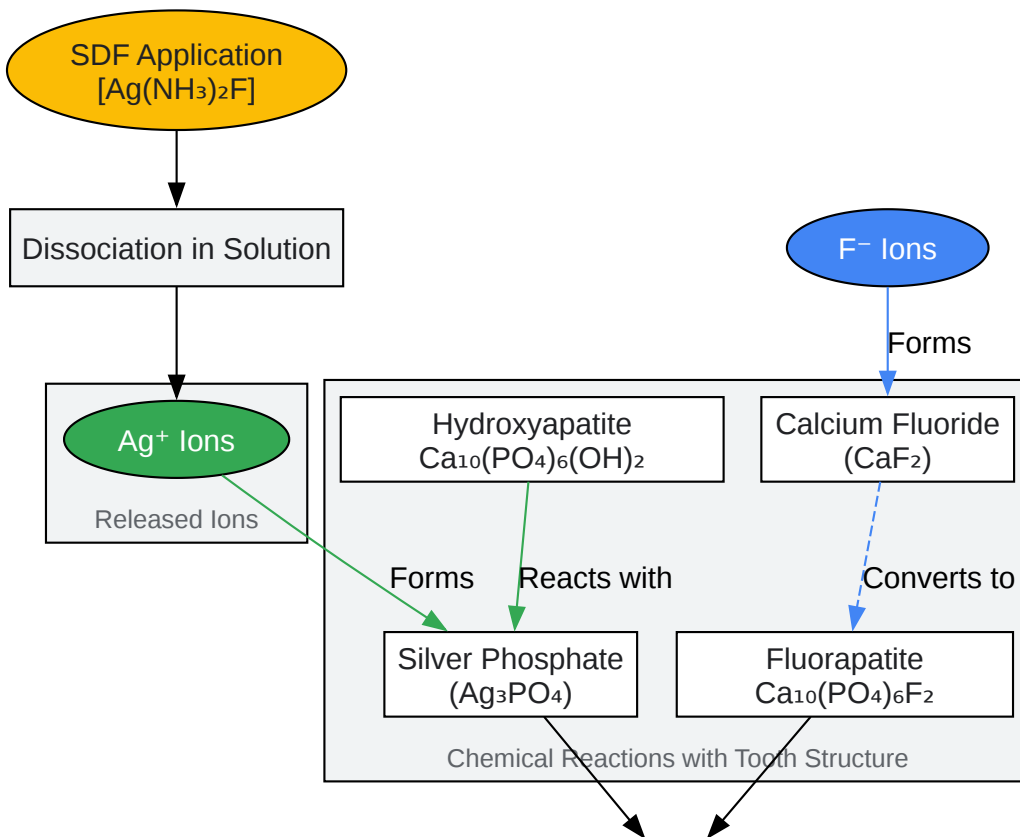 SDF Application
[Ag(NH₃)₂F]
Dissociation in Solution
F⁻ Ions
Forms
Ag⁺ Ions
Released Ions
Hydroxyapatite
Ca₁₀(PO₄)₆(OH)₂
Calcium Fluoride
(CaF₂)
Forms
Reacts with
Converts to
Silver Phosphate
(Ag₃PO₄)
Fluorapatite
Ca₁₀(PO₄)₆F₂
Chemical Reactions with Tooth Structure